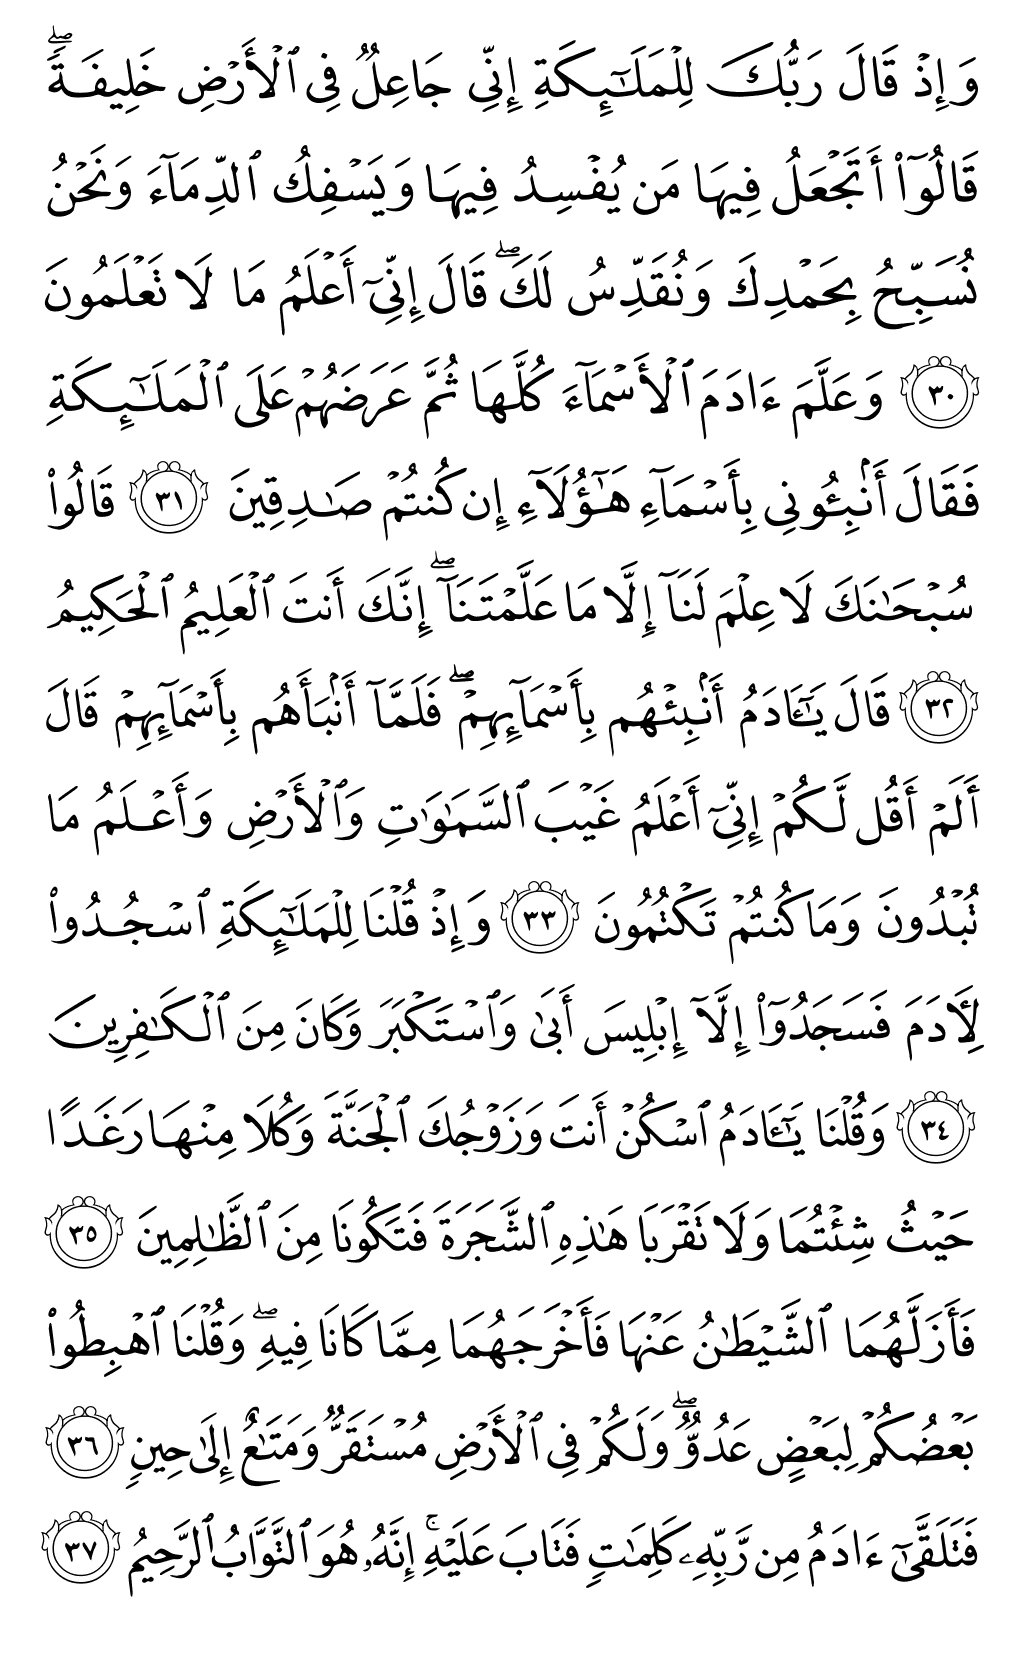 وَإِذۡ قَالَ رَبُّكَ لِلۡمَلَٰٓئِكَةِ إِنِّي جَاعِلٞ فِي ٱلۡأَرۡضِ خَلِيفَةٗۖ
قَالُوٓاْ أَتَجۡعَلُ فِيهَا مَن يُفۡسِدُ فِيهَا وَيَسۡفِكُ ٱلدِّمَآءَ وَنَحۡنُ
نُسَبِّحُ بِحَمۡدِكَ وَنُقَدِّسُ لَكَۖ قَالَ إِنِّيٓ أَعۡلَمُ مَا لَا تَعۡلَمُونَ
٣٠ وَعَلَّمَ ءَادَمَ ٱلۡأَسۡمَآءَ كُلَّهَا ثُمَّ عَرَضَهُمۡ عَلَى ٱلۡمَلَٰٓئِكَةِ
فَقَالَ أَنۢبِـُٔونِي بِأَسۡمَآءِ هَٰٓؤُلَآءِ إِن كُنتُمۡ صَٰدِقِينَ ٣١ قَالُواْ
سُبۡحَٰنَكَ لَا عِلۡمَ لَنَآ إِلَّا مَا عَلَّمۡتَنَآۖ إِنَّكَ أَنتَ ٱلۡعَلِيمُ ٱلۡحَكِيمُ
٣٢ قَالَ يَٰٓـَٔادَمُ أَنۢبِئۡهُم بِأَسۡمَآئِهِمۡۖ فَلَمَّآ أَنۢبَأَهُم بِأَسۡمَآئِهِمۡ قَالَ
أَلَمۡ أَقُل لَّكُمۡ إِنِّيٓ أَعۡلَمُ غَيۡبَ ٱلسَّمَٰوَٰتِ وَٱلۡأَرۡضِ وَأَعۡلَمُ مَا
تُبۡدُونَ وَمَا كُنتُمۡ تَكۡتُمُونَ ٣٣ وَإِذۡ قُلۡنَا لِلۡمَلَٰٓئِكَةِ ٱسۡجُدُواْ
لِأٓدَمَ فَسَجَدُوٓاْ إِلَّآ إِبۡلِيسَ أَبَىٰ وَٱسۡتَكۡبَرَ وَكَانَ مِنَ ٱلۡكَٰفِرِينَ
٣٤ وَقُلۡنَا يَٰٓـَٔادَمُ ٱسۡكُنۡ أَنتَ وَزَوۡجُكَ ٱلۡجَنَّةَ وَكُلَا مِنۡهَا رَغَدًا
حَيۡثُ شِئۡتُمَا وَلَا تَقۡرَبَا هَٰذِهِ ٱلشَّجَرَةَ فَتَكُونَا مِنَ ٱلظَّٰلِمِينَ ٣٥
فَأَزَلَّهُمَا ٱلشَّيۡطَٰنُ عَنۡهَا فَأَخۡرَجَهُمَا مِمَّا كَانَا فِيهِۖ وَقُلۡنَا ٱهۡبِطُواْ
بَعۡضُكُمۡ لِبَعۡضٍ عَدُوّٞۖ وَلَكُمۡ فِي ٱلۡأَرۡضِ مُسۡتَقَرّٞ وَمَتَٰعٌ إِلَىٰ حِينٖ ٣٦
فَتَلَقَّىٰٓ ءَادَمُ مِن رَّبِّهِۦ كَلِمَٰتٖ فَتَابَ عَلَيۡهِۚ إِنَّهُۥ هُوَ ٱلتَّوَّابُ ٱلرَّحِيمُ ٣٧